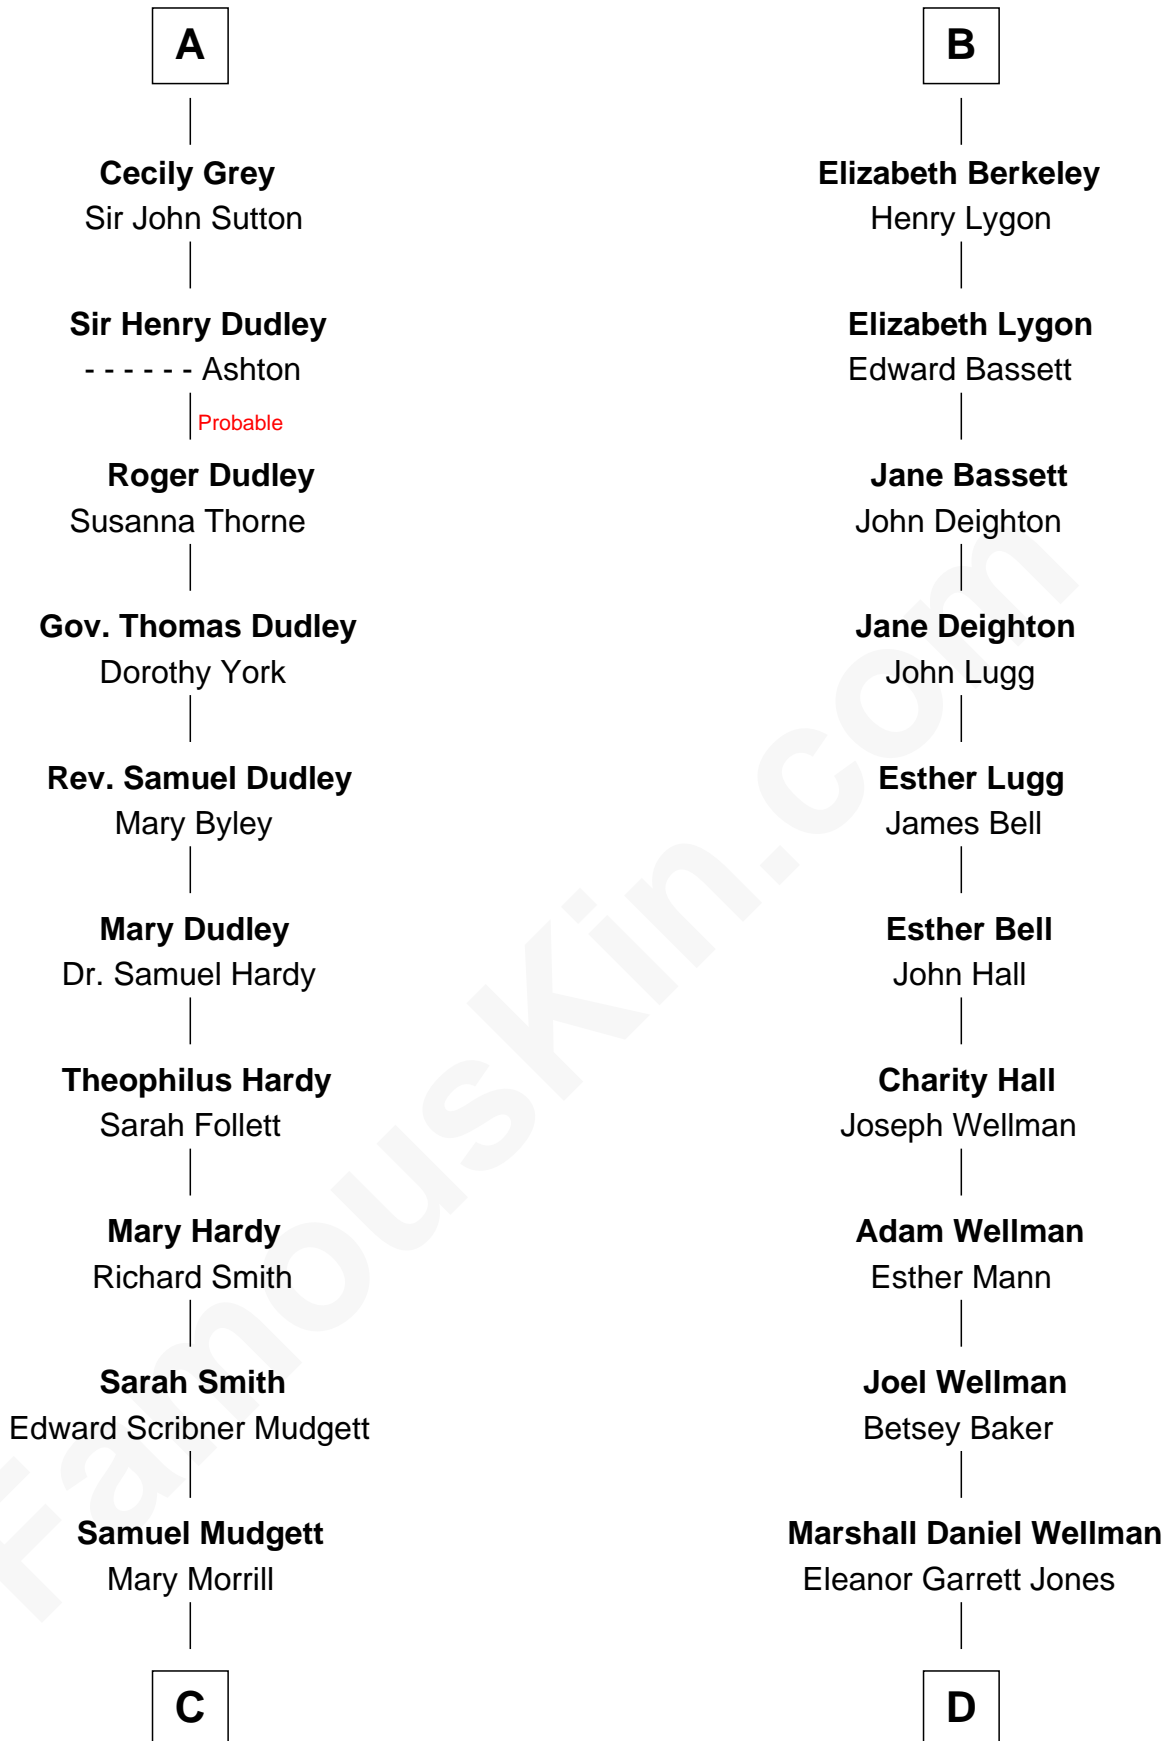 A
Cecily Grey
Sir John Sutton
Sir Henry Dudley
- - - - - - Ashton
Probable
Roger Dudley
Susanna Thorne
Gov. Thomas Dudley
Dorothy York
Rev. Samuel Dudley
Mary Byley
Mary Dudley
Dr. Samuel Hardy
Theophilus Hardy
Sarah Follett
Mary Hardy
Richard Smith
Sarah Smith
Edward Scribner Mudgett
Samuel Mudgett
Mary Morrill
C
B
Elizabeth Berkeley
Henry Lygon
Elizabeth Lygon
Edward Bassett
Jane Bassett
John Deighton
Jane Deighton
John Lugg
Esther Lugg
James Bell
Esther Bell
John Hall
Charity Hall
Joseph Wellman
Adam Wellman
Esther Mann
Joel Wellman
Betsey Baker
Marshall Daniel Wellman
Eleanor Garrett Jones
D
FamousKin.com